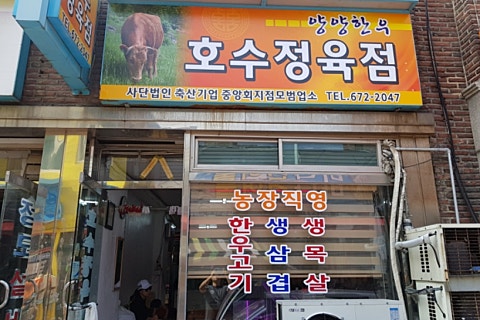 양양한우
호수정육점
사단법인 축산기업 중앙회지점모범업소 TEL.672-2047
농장직영
한우고기
생삼겹
생목살
672-